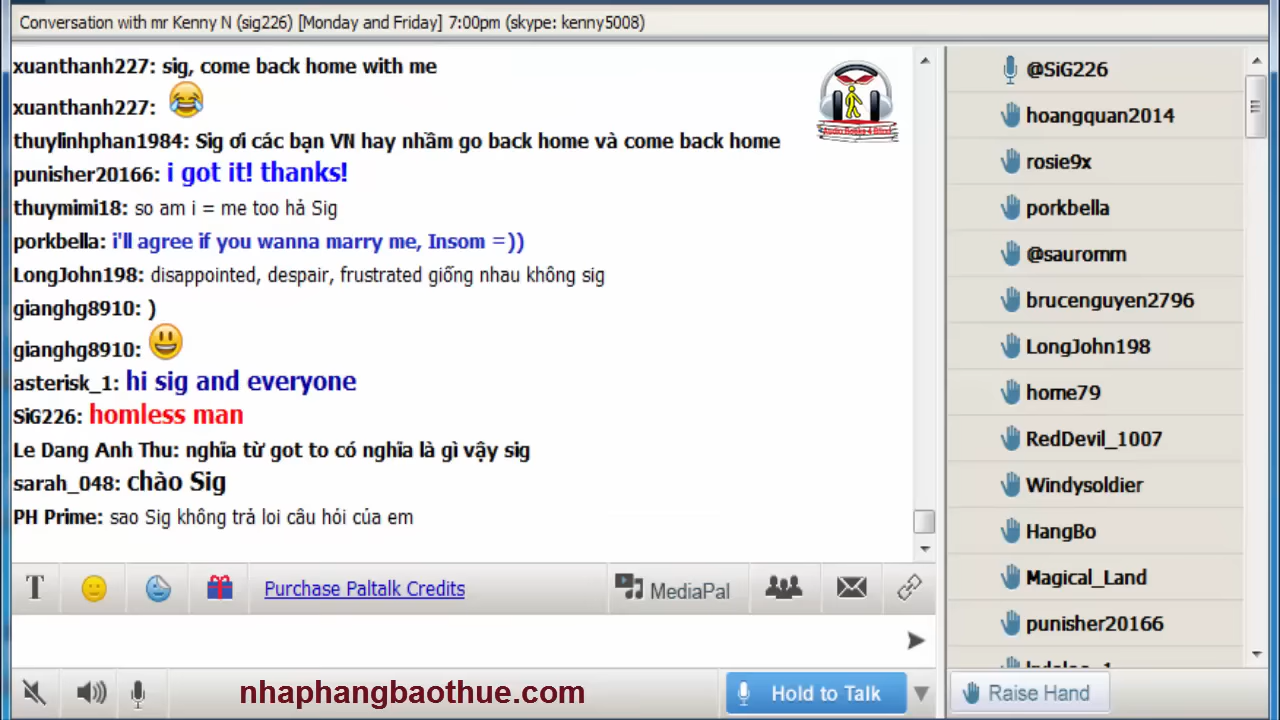 Conversation with mr Kenny N (sig226) [Monday and Friday] 7:00pm (skype: kenny5008)
xuanthanh227: sig, come back home with me
xuanthanh227:
thuylinhphan1984: Sig ơi các bạn VN hay nhầm go back home và come back home
punisher20166: i got it! thanks!
thuymimi18: so am i = me too hả Sig
porkbella: i'll agree if you wanna marry me, Insom =))
LongJohn198: disappointed, despair, frustrated giống nhau không sig
gianghg8910: )
gianghg8910:
asterisk_1: hi sig and everyone
SiG226: homless man
Le Dang Anh Thu: nghĩa từ got to có nghĩa là gì vậy sig
sarah_048: chào Sig
PH Prime: sao Sig không trả loi câu hỏi của em
T
Purchase Paltalk Credits
MediaPal
nhaphangbaothue.com
Hold to Talk
@SiG226
hoangquan2014
rosie9x
porkbella
@sauromm
brucenguyen2796
LongJohn198
home79
RedDevil_1007
Windysoldier
HangBo
Magical_Land
punisher20166
Raise Hand